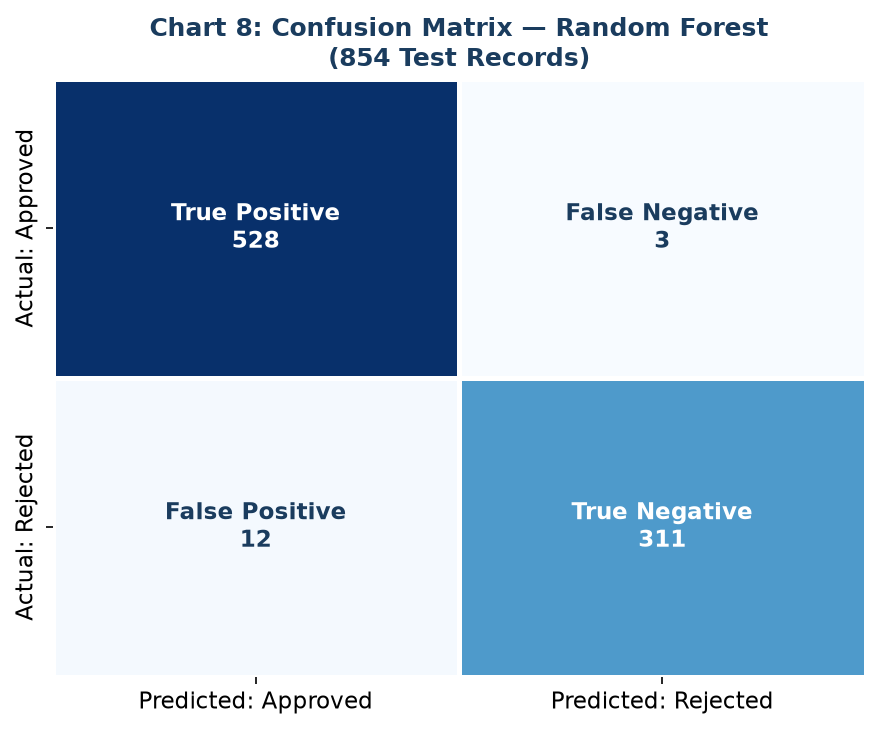 Chart 8: Confusion Matrix — Random Forest
(854 Test Records)
Actual: Approved
True Positive
528
False Negative
3
Actual: Rejected
False Positive
12
True Negative
311
Predicted: Approved
Predicted: Rejected